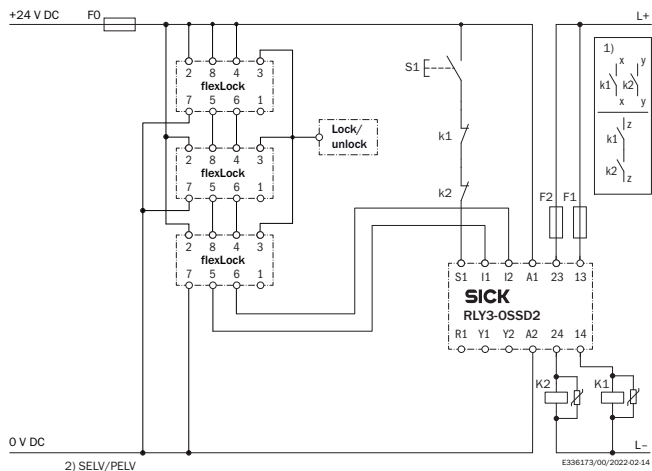 +24 V DC F0 L+
2 8 4 3
flexLock
7 5 6 1
2 8 4 3
flexLock
7 5 6 1
2 8 4 3
flexLock
7 5 6 1
Lock/
unlock
S1
k1
k2
1)
x y
k1 k2
x y
z
k1
k2
z
F2 F1
S1 I1 I2 A1 23 13
SICK
RLY3-OSSD2
R1 Y1 Y2 A2 24 14
K2 K1
0 V DC L–
2) SELV/PELV
E336173/00/2022-02-14